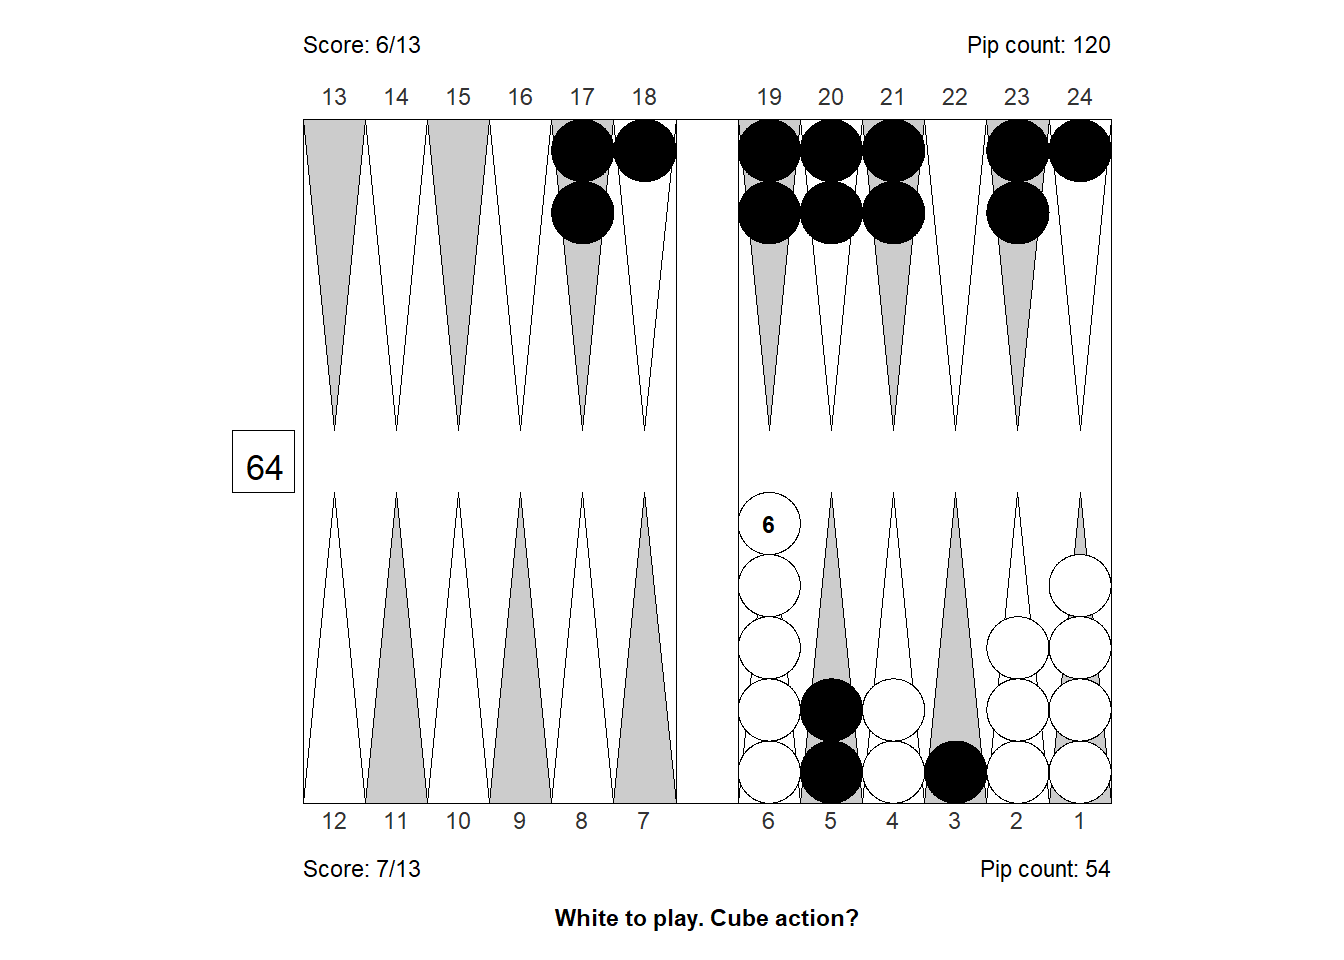 Score: 6/13 Pip count: 120
13 14 15 16 17 18 19 20 21 22 23 24
64
6
12 11 10 9 8 7 6 5 4 3 2 1
Score: 7/13 Pip count: 54
White to play. Cube action?